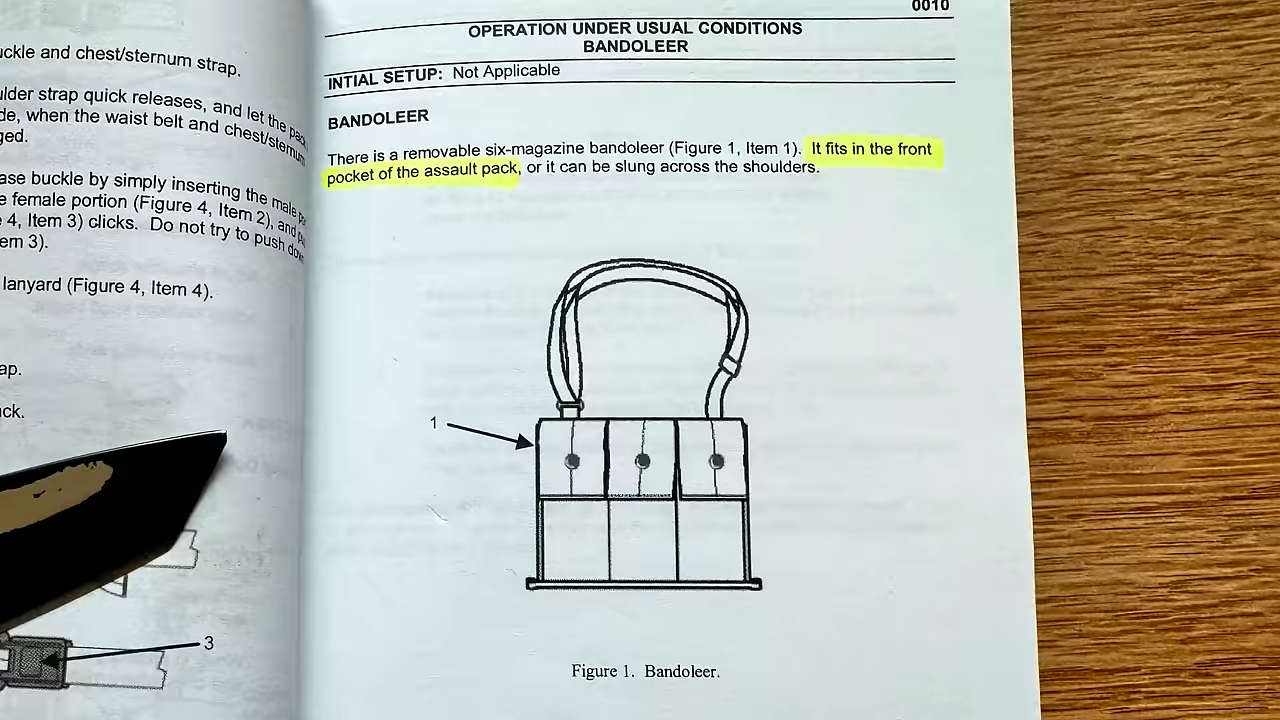 uckle and chest/sternum strap.
ulder strap quick releases, and let the pac
de, when the waist belt and chest/sternum
ged.
ase buckle by simply inserting the male
e female portion (Figure 4, Item 2), and
4, Item 3) clicks. Do not try to push down
em 3).
lanyard (Figure 4, Item 4).
ap.
ck.
3
0010
OPERATION UNDER USUAL CONDITIONS
BANDOLEER
INTIAL SETUP: Not Applicable
BANDOLEER
There is a removable six-magazine bandoleer (Figure 1, Item 1). It fits in the front
pocket of the assault pack, or it can be slung across the shoulders.
1
Figure 1. Bandoleer.